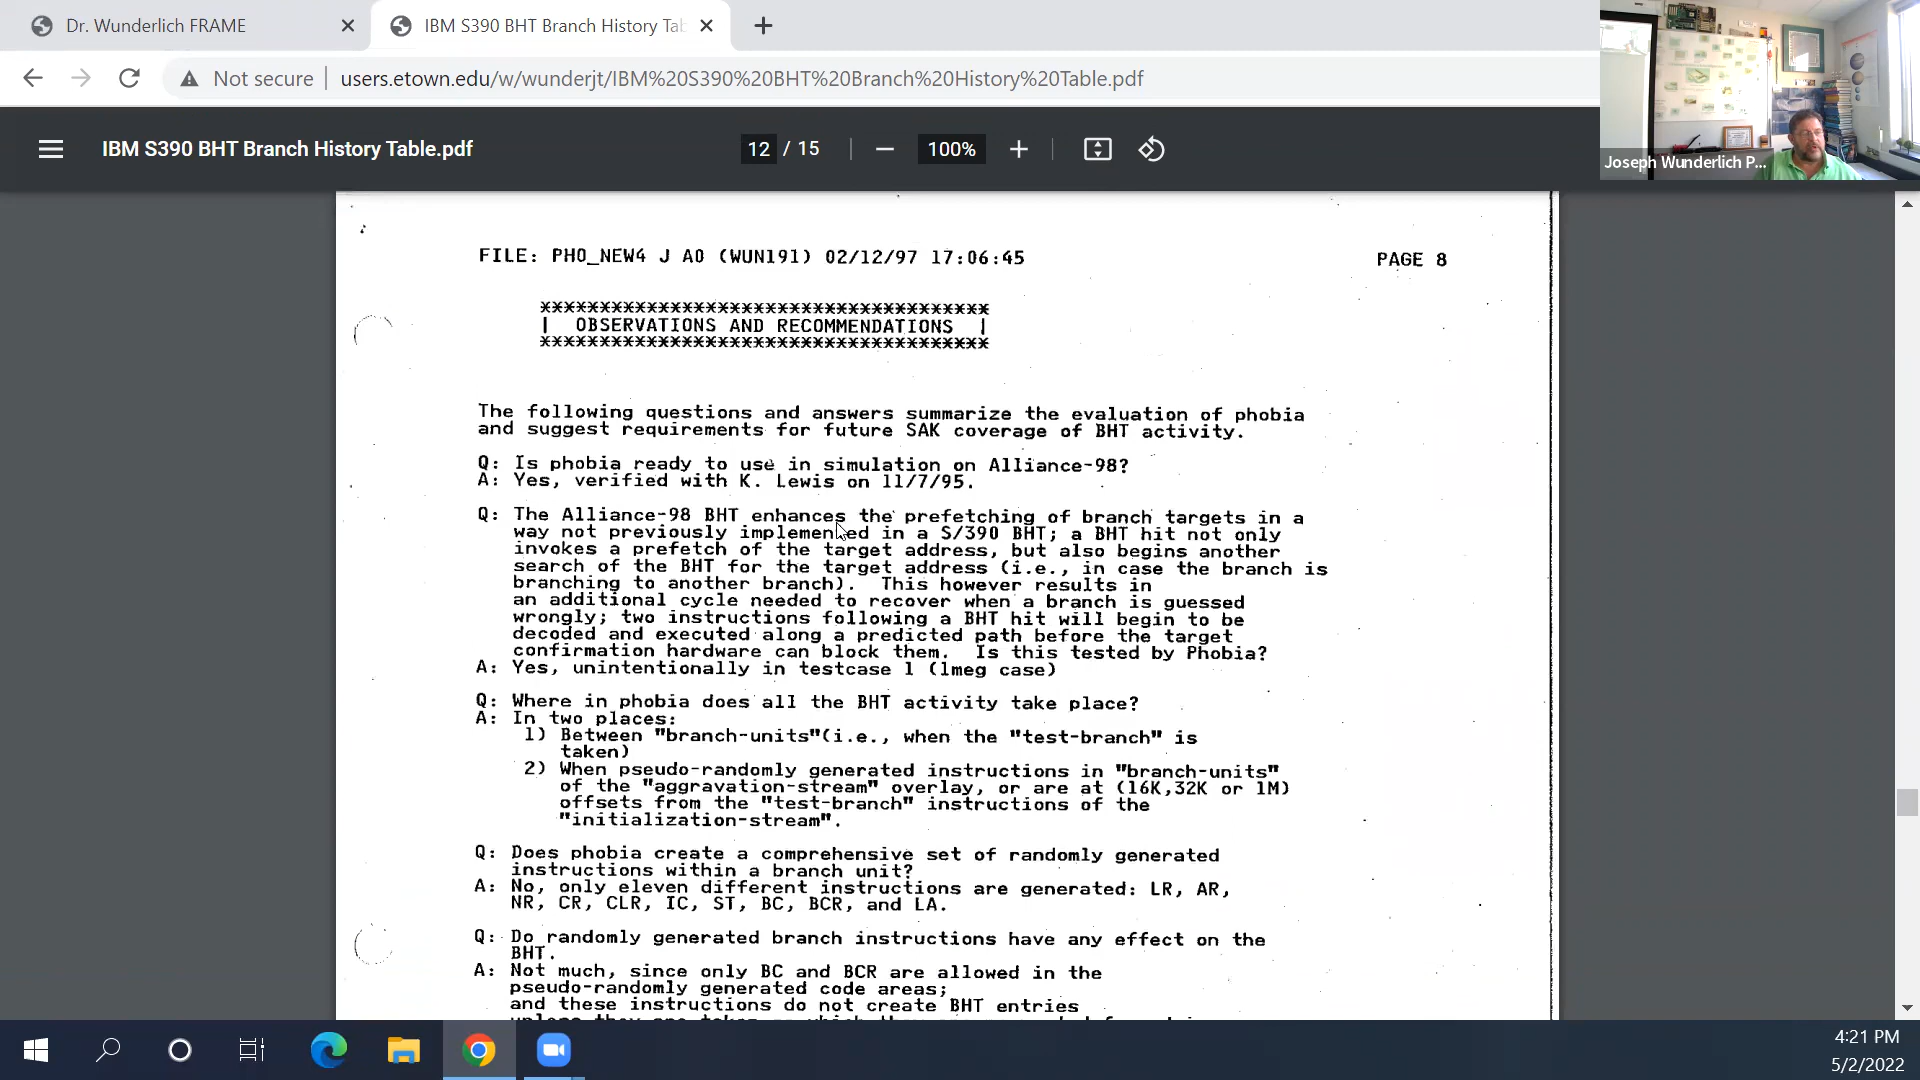 Dr. Wunderlich FRAME
IBM S390 BHT Branch History Ta
Not secure
users.etown.edu/w/wunderjt/IBM%20S390%20BHT%20Branch%20History%20Table.pdf
IBM S390 BHT Branch History Table.pdf
12 / 15
100%
Joseph Wunderlich P...
FILE: PHO_NEW4 J A0 (WUN191) 02/12/97 17:06:45
PAGE 8
**************************************
| OBSERVATIONS AND RECOMMENDATIONS |
**************************************
The following questions and answers summarize the evaluation of phobia
and suggest requirements for future SAK coverage of BHT activity.
Q: Is phobia ready to use in simulation on Alliance-98?
A: Yes, verified with K. Lewis on 11/7/95.
Q: The Alliance-98 BHT enhances the prefetching of branch targets in a
way not previously implemented in a S/390 BHT; a BHT hit not only
invokes a prefetch of the target address, but also begins another
search of the BHT for the target address (i.e., in case the branch is
branching to another branch). This however results in
an additional cycle needed to recover when a branch is guessed
wrongly; two instructions following a BHT hit will begin to be
decoded and executed along a predicted path before the target
confirmation hardware can block them. Is this tested by Phobia?
A: Yes, unintentionally in testcase 1 (1meg case)
Q: Where in phobia does all the BHT activity take place?
A: In two places:
1) Between "branch-units"(i.e., when the "test-branch" is
taken)
2) When pseudo-randomly generated instructions in "branch-units"
of the "aggravation-stream" overlay, or are at (16K,32K or 1M)
offsets from the "test-branch" instructions of the
"initialization-stream".
Q: Does phobia create a comprehensive set of randomly generated
instructions within a branch unit?
A: No, only eleven different instructions are generated: LR, AR,
NR, CR, CLR, IC, ST, BC, BCR, and LA.
Q: Do randomly generated branch instructions have any effect on the
BHT.
A: Not much, since only BC and BCR are allowed in the
pseudo-randomly generated code areas;
and these instructions do not create BHT entries
4:21 PM
5/2/2022